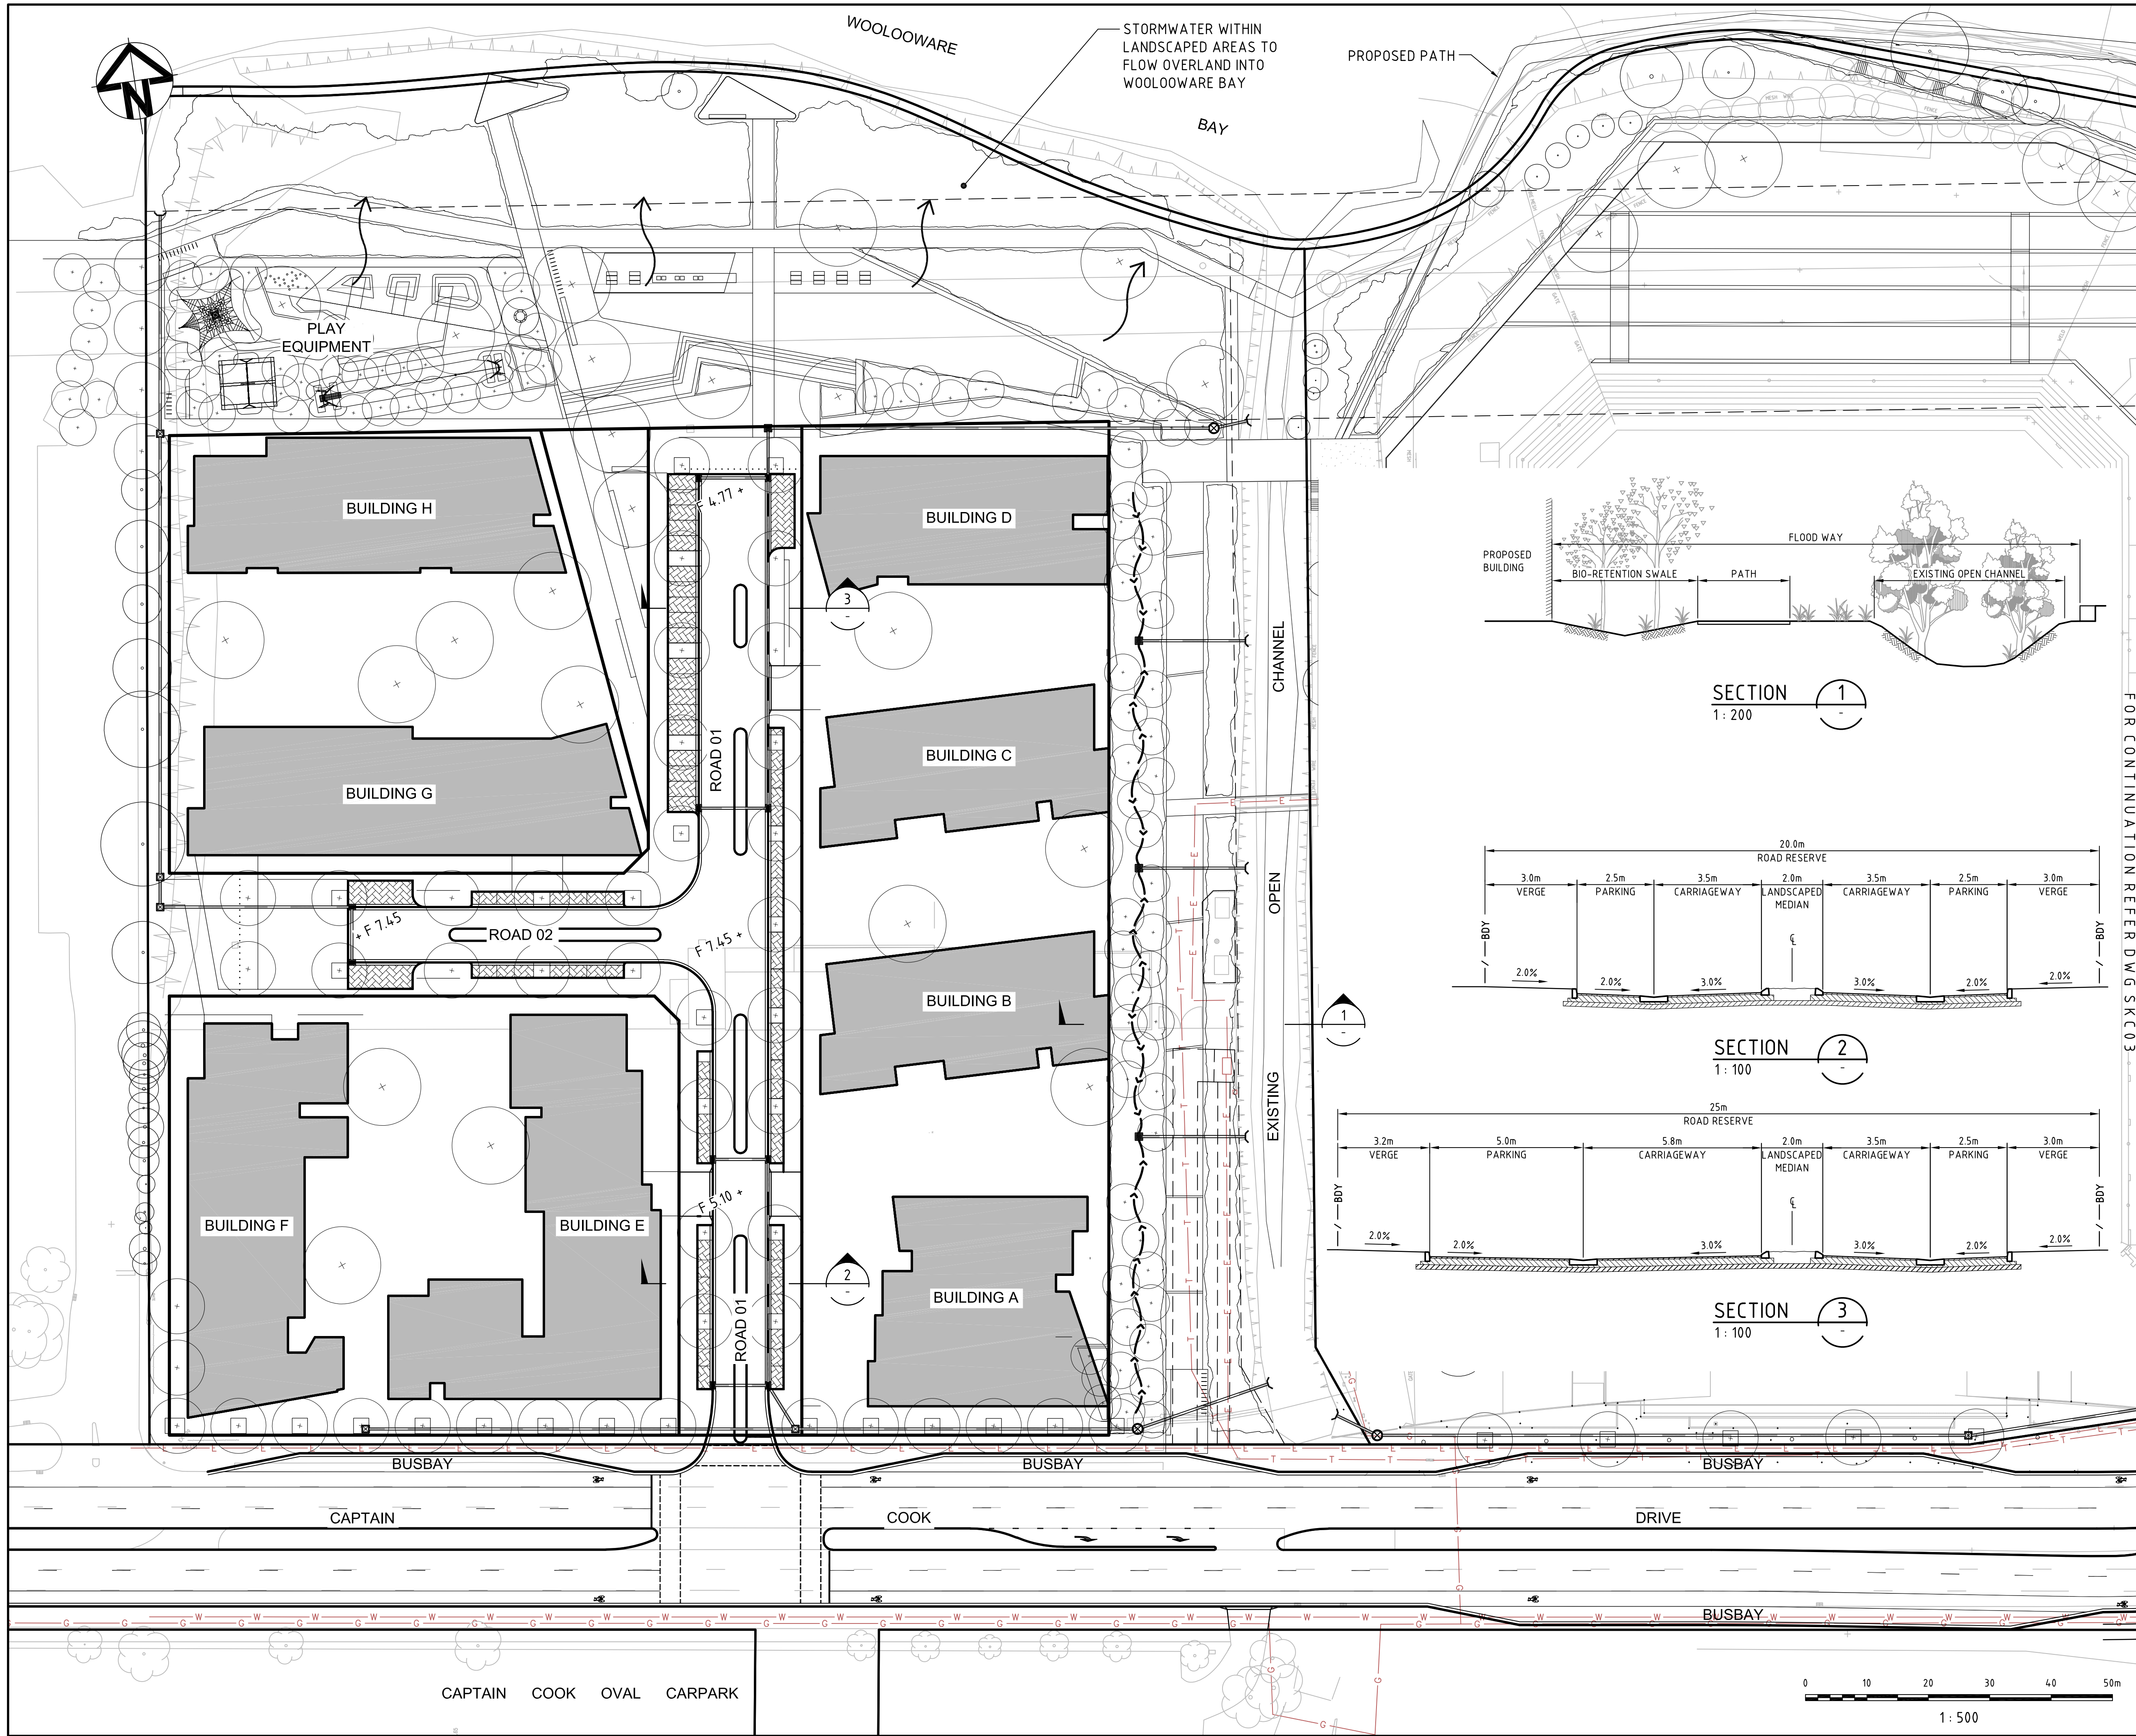 WOOLOOWARE
BAY
STORMWATER WITHIN
LANDSCAPED AREAS TO
FLOW OVERLAND INTO
WOOLOOWARE BAY
PROPOSED PATH
N
PLAY
EQUIPMENT
BUILDING H
BUILDING D
F 4.77 +
3
-
BUILDING G
BUILDING C
ROAD 01
+ F 7.45
ROAD 02
F 7.45 +
BUILDING B
BUILDING F
BUILDING E
F 5.10 +
BUILDING A
2
-
ROAD 01
1
-
EXISTING OPEN CHANNEL
PROPOSED
BUILDING
FLOOD WAY
BIO-RETENTION SWALE
PATH
EXISTING OPEN CHANNEL
SECTION 1
1 : 200 -
20.0m
ROAD RESERVE
3.0m 2.5m 3.5m 2.0m 3.5m 2.5m 3.0m
VERGE PARKING CARRIAGEWAY LANDSCAPED CARRIAGEWAY PARKING VERGE
MEDIAN
BDY BDY
2.0% 2.0% 3.0% 3.0% 2.0% 2.0%
SECTION 2
1 : 100 -
25m
ROAD RESERVE
3.2m 5.0m 5.8m 2.0m 3.5m 2.5m 3.0m
VERGE PARKING CARRIAGEWAY LANDSCAPED CARRIAGEWAY PARKING VERGE
MEDIAN
BDY BDY
2.0% 2.0% 3.0% 3.0% 2.0% 2.0%
SECTION 3
1 : 100 -
FOR CONTINUATION REFER DWG SKC03
BUSBAY BUSBAY BUSBAY
CAPTAIN COOK DRIVE
BUSBAY
CAPTAIN COOK OVAL CARPARK
0 10 20 30 40 50m
1 : 500